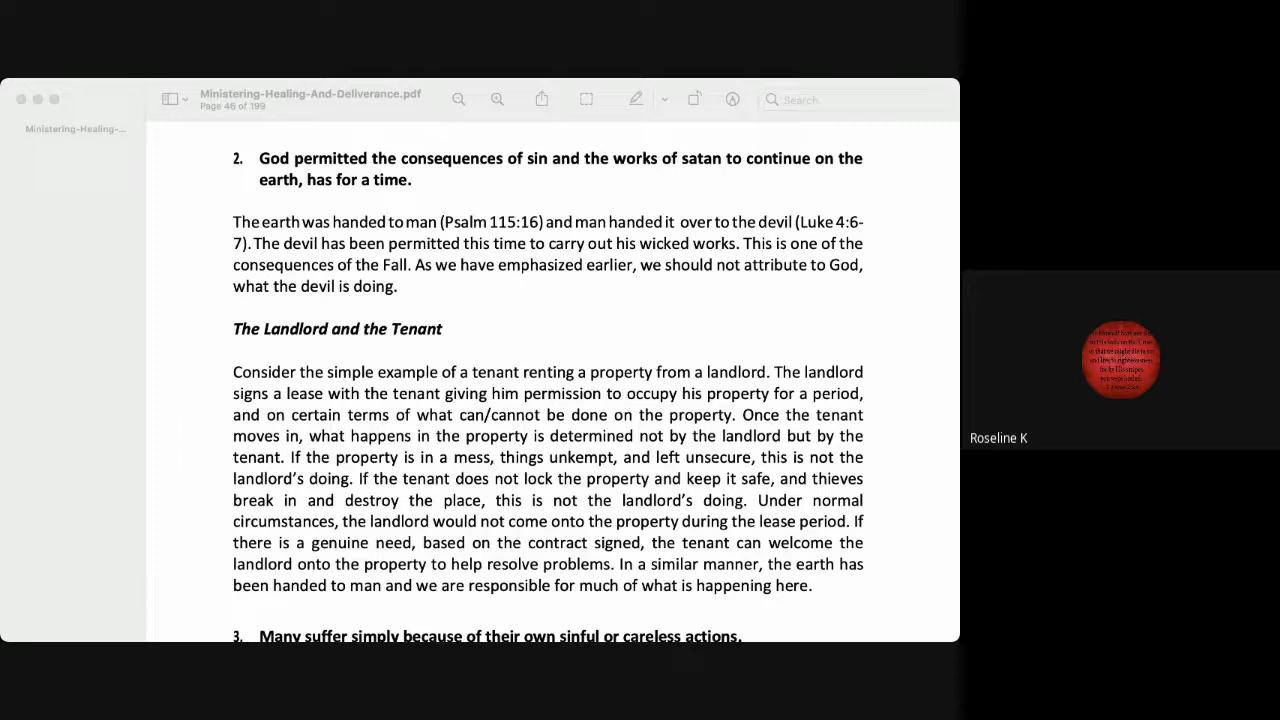 Ministering-Healing-And-Deliverance.pdf
Page 46 of 199
Search
Ministering-Healing-...
2. God permitted the consequences of sin and the works of satan to continue on the
earth, has for a time.
The earth was handed to man (Psalm 115:16) and man handed it over to the devil (Luke 4:6-
7). The devil has been permitted this time to carry out his wicked works. This is one of the
consequences of the Fall. As we have emphasized earlier, we should not attribute to God,
what the devil is doing.
The Landlord and the Tenant
Consider the simple example of a tenant renting a property from a landlord. The landlord
signs a lease with the tenant giving him permission to occupy his property for a period,
and on certain terms of what can/cannot be done on the property. Once the tenant
moves in, what happens in the property is determined not by the landlord but by the
tenant. If the property is in a mess, things unkempt, and left unsecure, this is not the
landlord’s doing. If the tenant does not lock the property and keep it safe, and thieves
break in and destroy the place, this is not the landlord’s doing. Under normal
circumstances, the landlord would not come onto the property during the lease period. If
there is a genuine need, based on the contract signed, the tenant can welcome the
landlord onto the property to help resolve problems. In a similar manner, the earth has
been handed to man and we are responsible for much of what is happening here.
3. Many suffer simply because of their own sinful or careless actions.
Roseline K